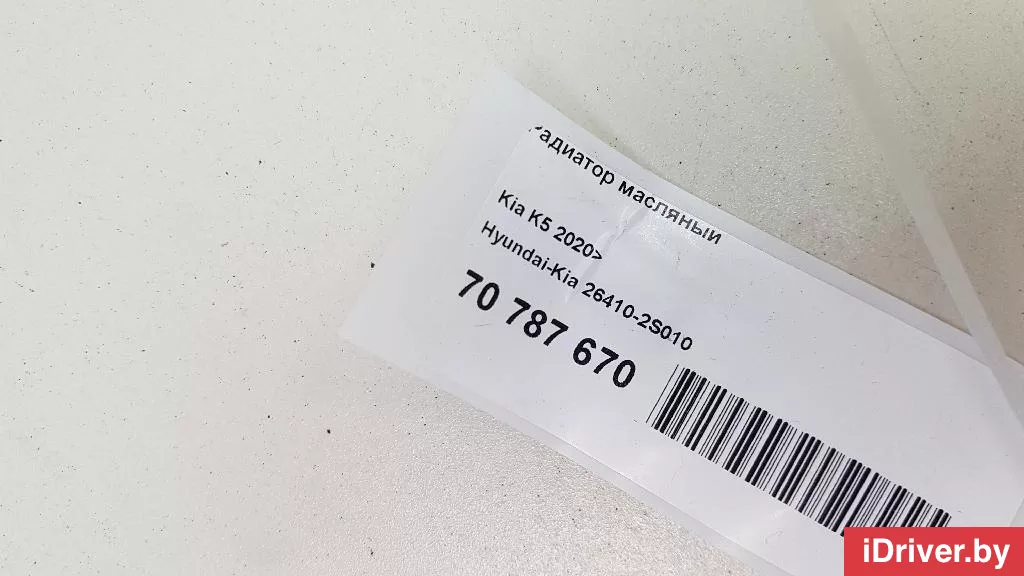 Радиатор масляный
Kia K5 2020>
Hyundai-Kia 26410-2S010
70 787 670
iDriver.by